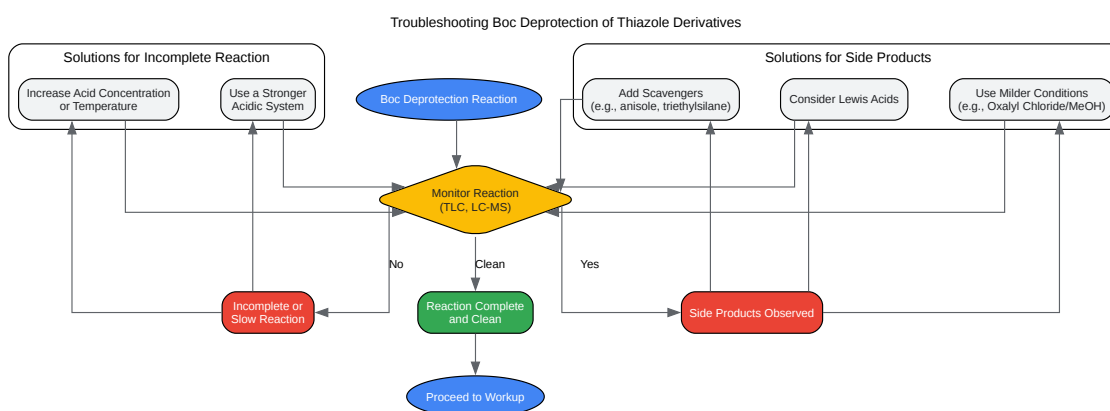 Troubleshooting Boc Deprotection of Thiazole Derivatives
Solutions for Incomplete Reaction
Increase Acid Concentration
or Temperature
Use a Stronger
Acidic System
Boc Deprotection Reaction
Solutions for Side Products
Add Scavengers
(e.g., anisole, triethylsilane)
Consider Lewis Acids
Use Milder Conditions
(e.g., Oxalyl Chloride/MeOH)
Monitor Reaction
(TLC, LC-MS)
No
Clean
Yes
Incomplete or
Slow Reaction
Reaction Complete
and Clean
Side Products Observed
Proceed to Workup